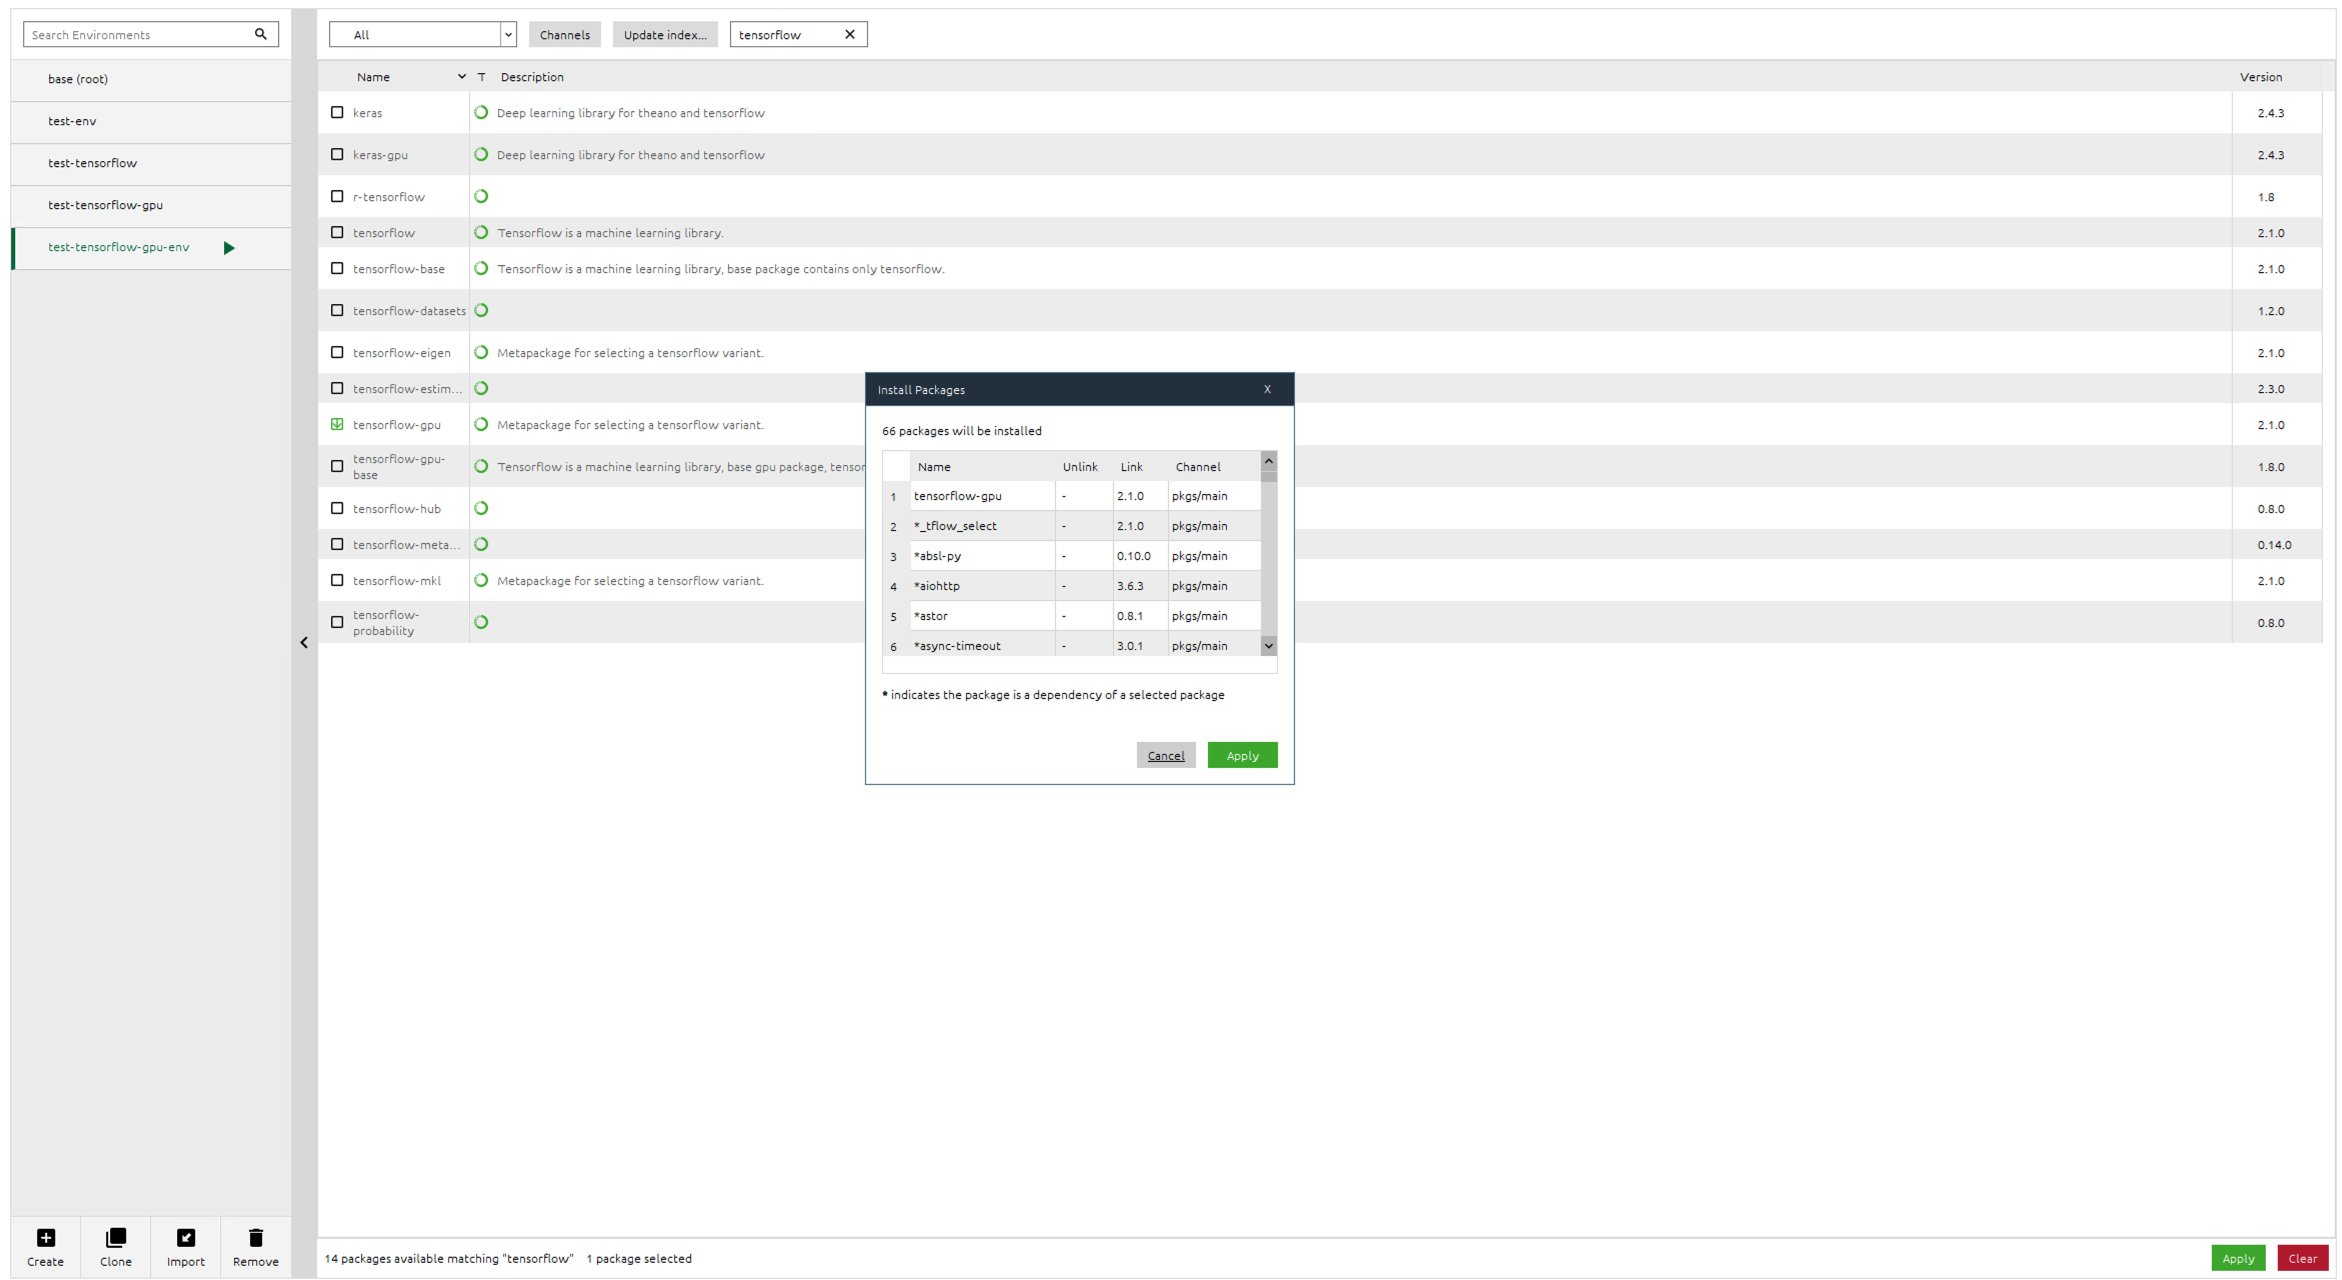 Search Environments
base (root)
test-env
test-tensorflow
test-tensorflow-gpu
test-tensorflow-gpu-env
Create
Clone
Import
Remove
All
Channels
Update index...
tensorflow
Name T Description Version
keras Deep learning library for theano and tensorflow 2.4.3
keras-gpu Deep learning library for theano and tensorflow 2.4.3
r-tensorflow 1.8
tensorflow Tensorflow is a machine learning library. 2.1.0
tensorflow-base Tensorflow is a machine learning library, base package contains only tensorflow. 2.1.0
tensorflow-datasets 1.2.0
tensorflow-eigen Metapackage for selecting a tensorflow variant. 2.1.0
tensorflow-estim... 2.3.0
tensorflow-gpu Metapackage for selecting a tensorflow variant. 2.1.0
tensorflow-gpu-
base Tensorflow is a machine learning library, base gpu package, tensor 1.8.0
tensorflow-hub 0.8.0
tensorflow-meta... 0.14.0
tensorflow-mkl Metapackage for selecting a tensorflow variant. 2.1.0
tensorflow-
probability 0.8.0
Install Packages X
66 packages will be installed
Name Unlink Link Channel
1 tensorflow-gpu - 2.1.0 pkgs/main
2 *_tflow_select - 2.1.0 pkgs/main
3 *absl-py - 0.10.0 pkgs/main
4 *aiohttp - 3.6.3 pkgs/main
5 *astor - 0.8.1 pkgs/main
6 *async-timeout - 3.0.1 pkgs/main
* indicates the package is a dependency of a selected package
Cancel Apply
14 packages available matching "tensorflow" 1 package selected
Apply Clear